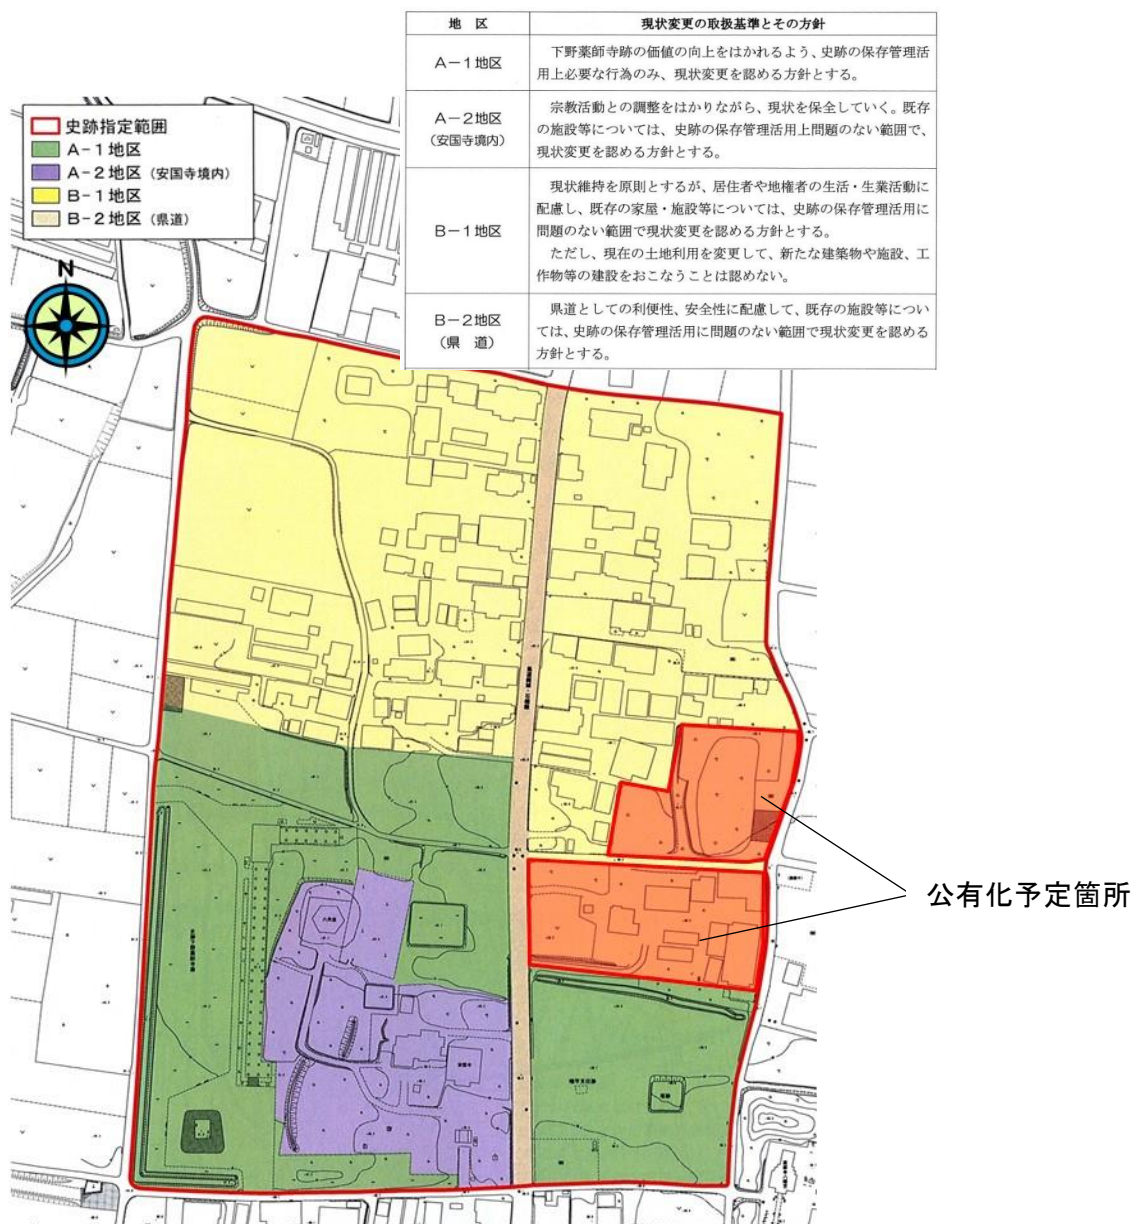 地 区 現状変更の取扱基準とその方針
A－1地区
下野薬師寺跡の価値の向上をはかれるよう、史跡の保存管理活
用上必要な行為のみ、現状変更を認める方針とする。
A－2地区
(安国寺境内)
宗教活動との調整をはかりながら、現状を保全していく。既存
の施設等については、史跡の保存管理活用上問題のない範囲で、
現状変更を認める方針とする。
B－1地区
現状維持を原則とするが、居住者や地権者の生活・生業活動に
配慮し、既存の家屋・施設等については、史跡の保存管理活用に
問題のない範囲で現状変更を認める方針とする。
ただし、現在の土地利用を変更して、新たな建築物や施設、工
作物等の建設をおこなうことは認めない。
B－2地区
(県 道)
県道としての利便性、安全性に配慮して、既存の施設等につい
ては、史跡の保存管理活用に問題のない範囲で現状変更を認める
方針とする。
史跡指定範囲
A-1地区
A-2地区 (安国寺境内)
B-1地区
B-2地区 (県道)
N
公有化予定箇所
六角堂
安国寺
塔跡